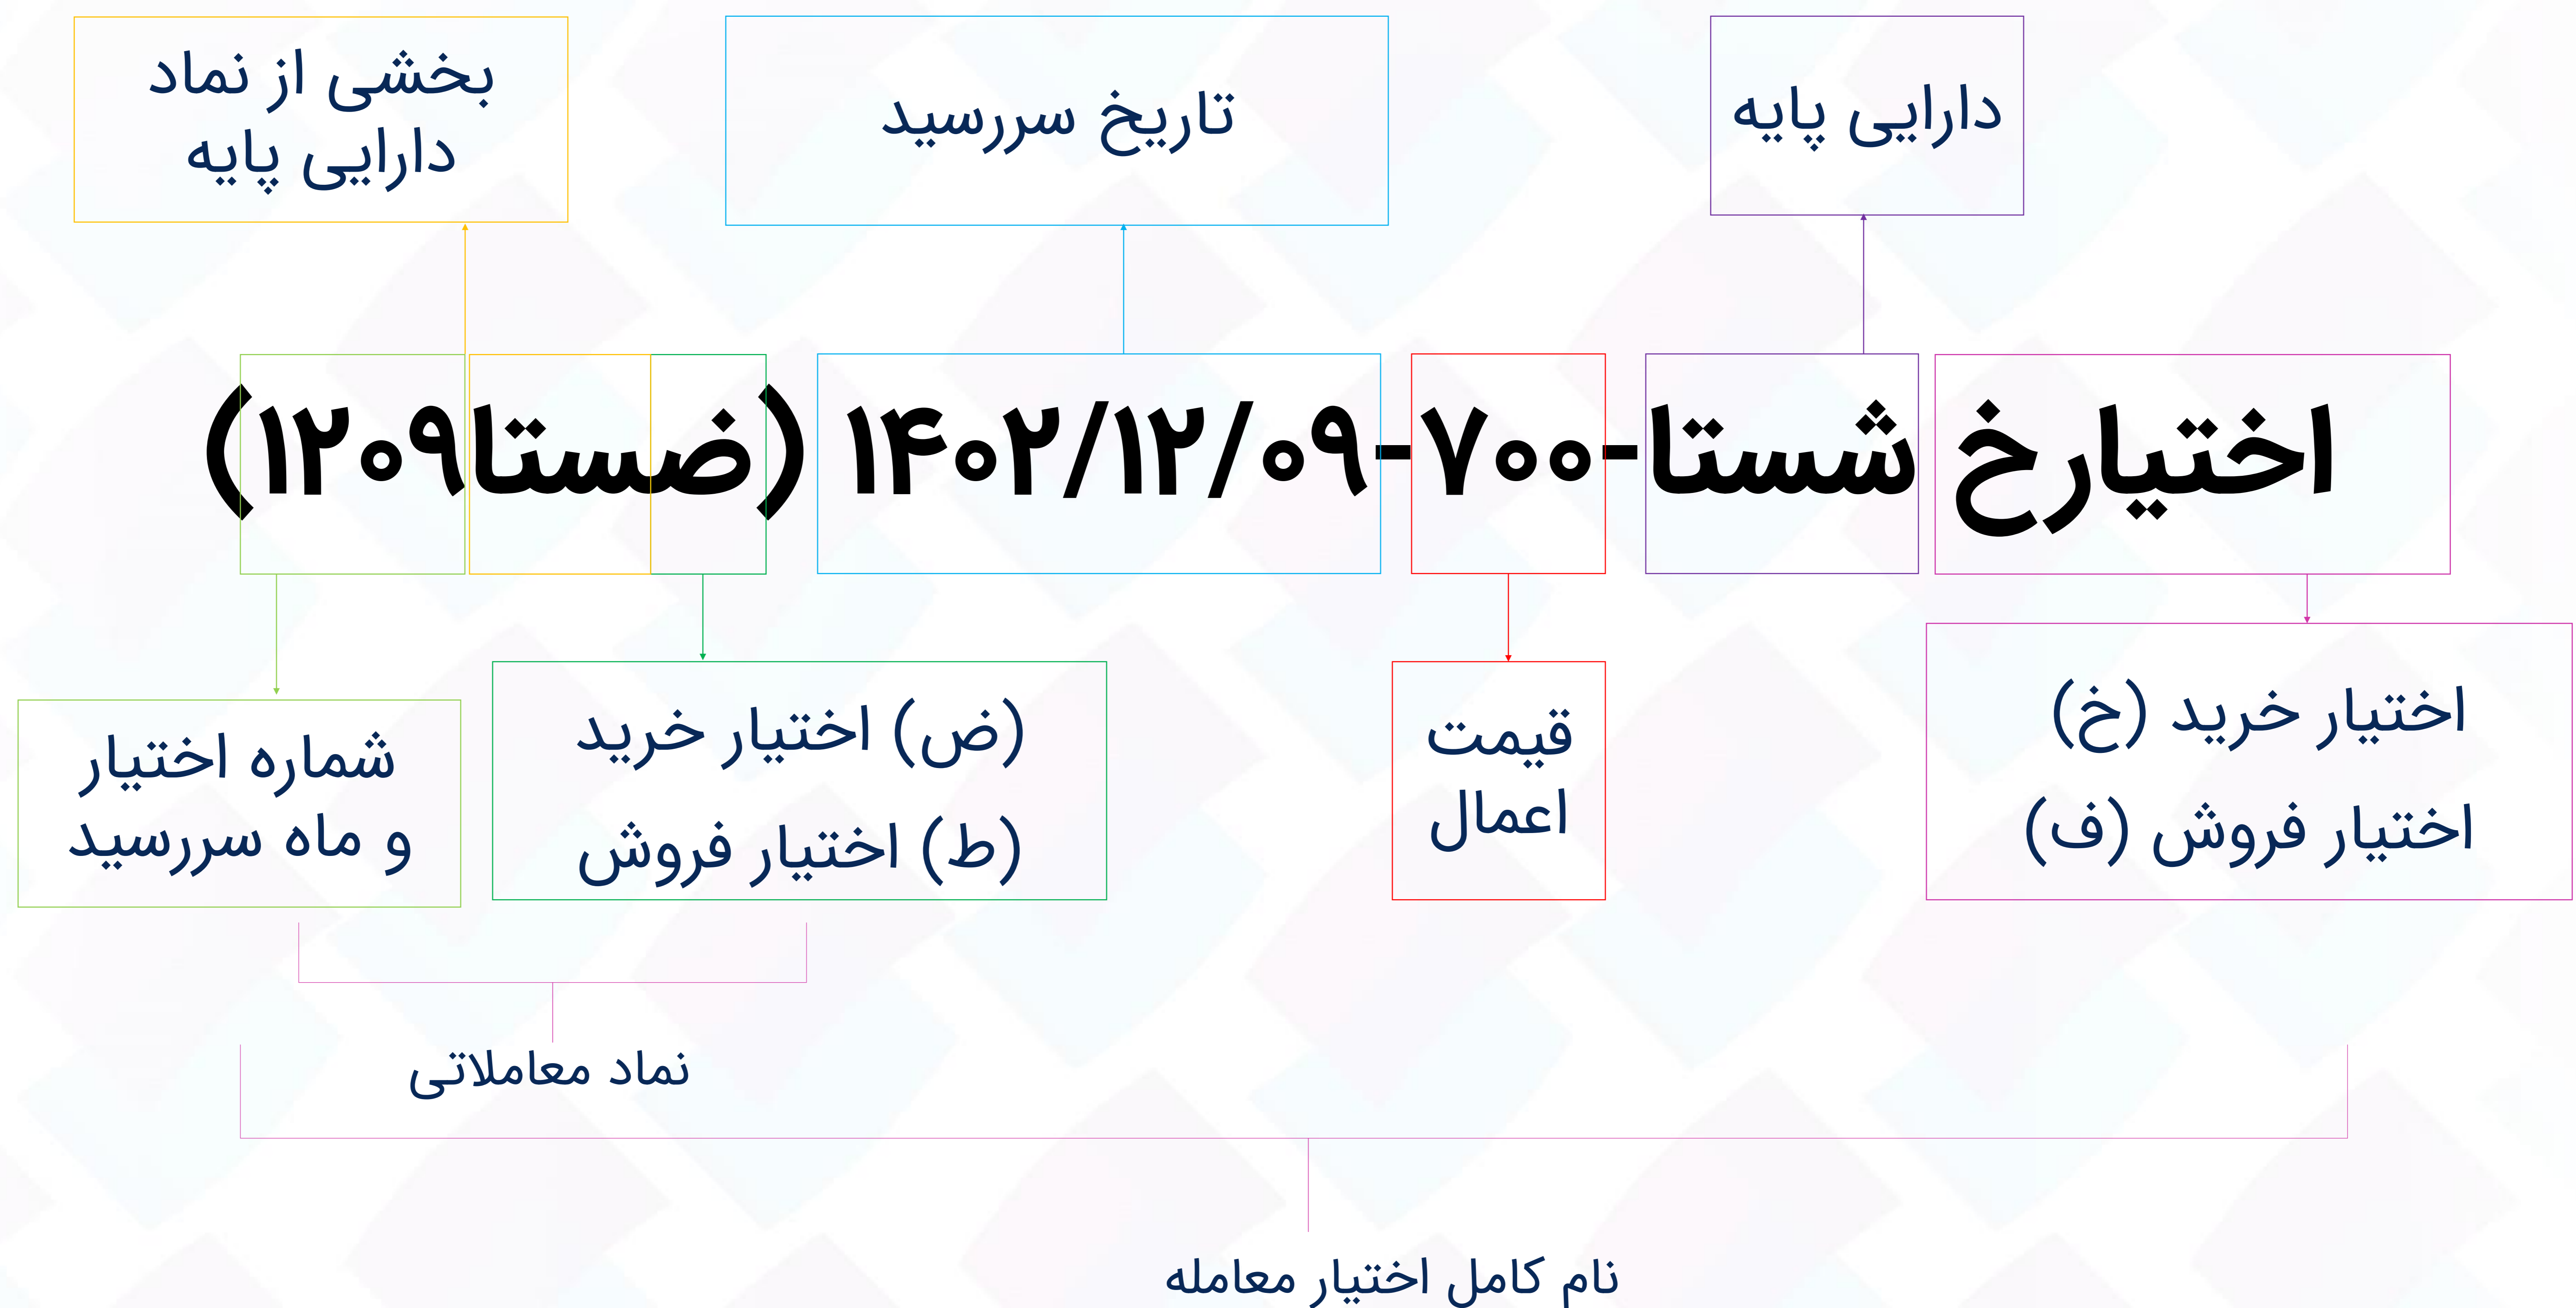 دارایی پایه
تاریخ سررسید
بخشی از نماد
دارایی پایه
اختیارخ شستا-۷۰۰-۱۴۰۲/۱۲/۰۹ (ضستا۱۲۰۹)
اختیار خرید (خ)
اختیار فروش (ف)
قیمت
اعمال
(ض) اختیار خرید
(ط) اختیار فروش
شماره اختیار
و ماه سررسید
نماد معاملاتی
نام کامل اختیار معامله